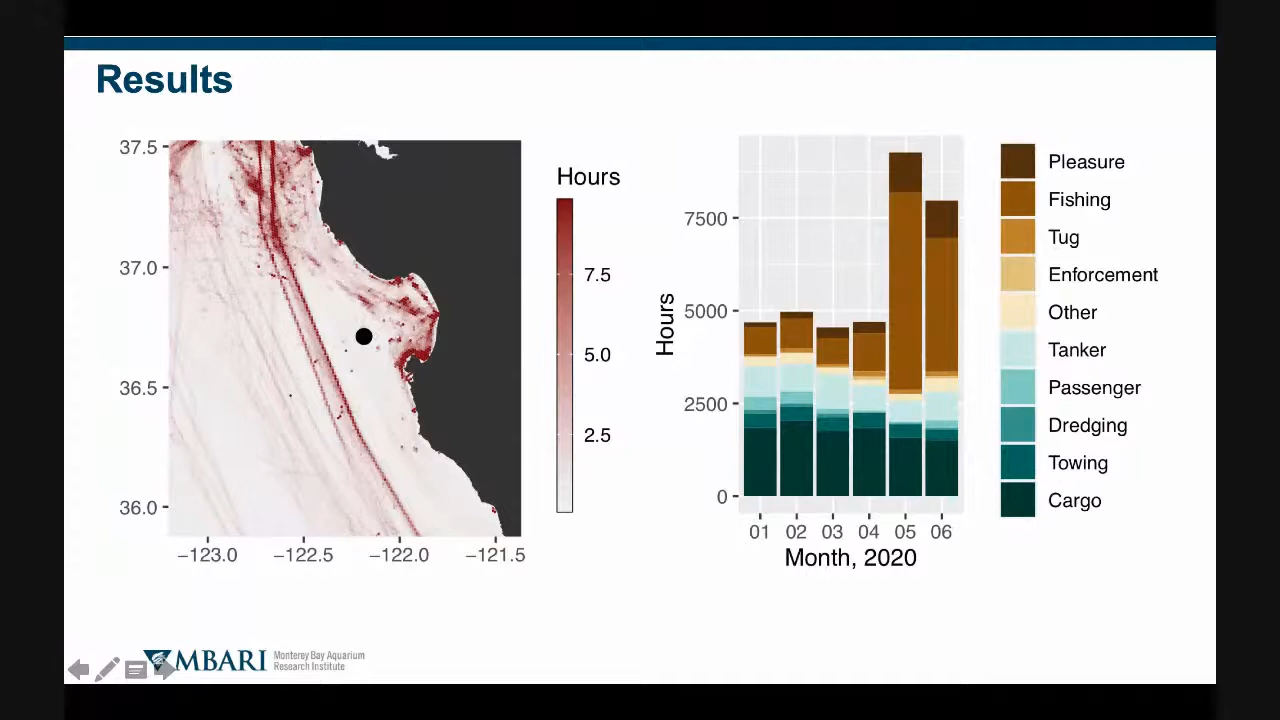 Results
37.5
37.0
36.5
36.0
−123.0 −122.5 −122.0 −121.5
Hours
7.5
5.0
2.5
Hours
7500
5000
2500
0
01 02 03 04 05 06
Month, 2020
Pleasure
Fishing
Tug
Enforcement
Other
Tanker
Passenger
Dredging
Towing
Cargo
MBARI
Monterey Bay Aquarium
Research Institute